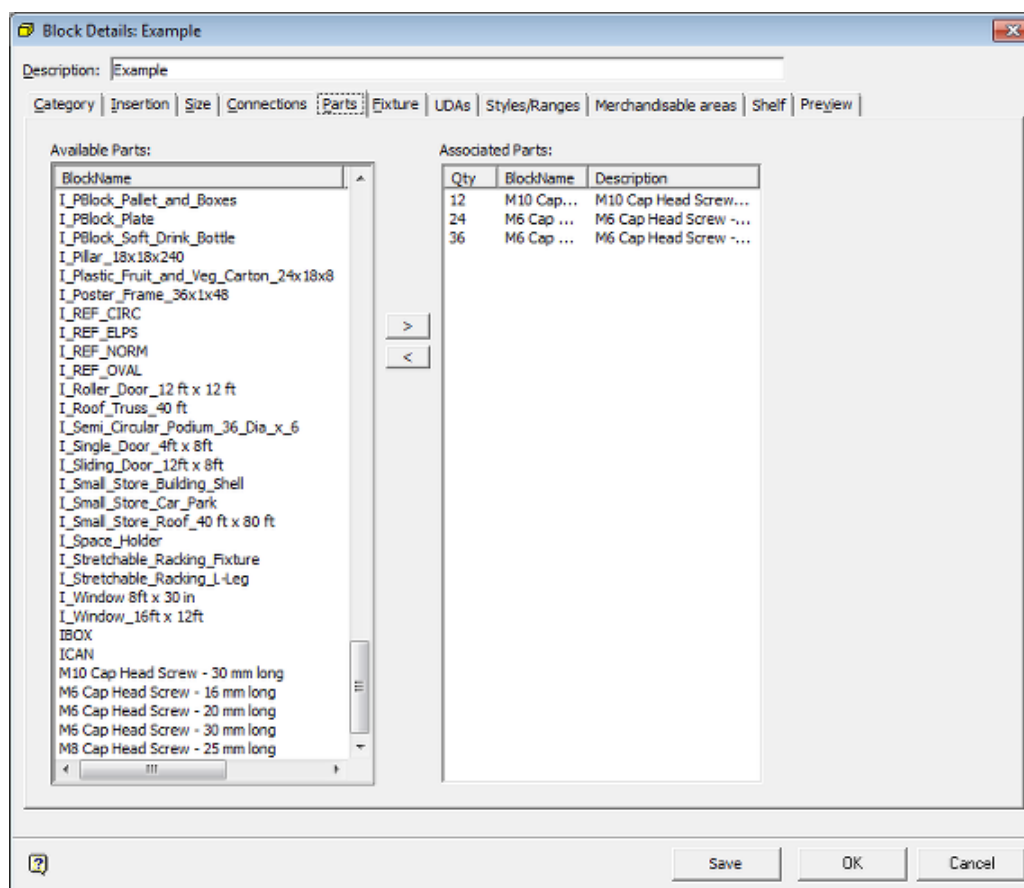 Block Details: Example
Description: Example
Category Insertion Size Connections Parts Fixture UDAs Styles/Ranges Merchandisable areas Shelf Preview
Available Parts:
BlockName
I_PBlock_Pallet_and_Boxes
I_PBlock_Plate
I_PBlock_Soft_Drink_Bottle
I_Pillar_18x18x240
I_Plastic_Fruit_and_Veg_Carton_24x18x8
I_Poster_Frame_36x1x48
I_REF_CIRC
I_REF_ELPS
I_REF_NORM
I_REF_OVAL
I_Roller_Door_12 ft x 12 ft
I_Roof_Truss_40 ft
I_Semi_Circular_Podium_36_Dia_x_6
I_Single_Door_4ft x 8ft
I_Sliding_Door_12ft x 8ft
I_Small_Store_Building_Shell
I_Small_Store_Car_Park
I_Small_Store_Roof_40 ft x 80 ft
I_Space_Holder
I_Stretchable_Racking_Fixture
I_Stretchable_Racking_L-Leg
I_Window 8ft x 30 in
I_Window_16ft x 12ft
IBOX
ICAN
M10 Cap Head Screw - 30 mm long
M6 Cap Head Screw - 16 mm long
M6 Cap Head Screw - 20 mm long
M6 Cap Head Screw - 30 mm long
M8 Cap Head Screw - 25 mm long
>
<
Associated Parts:
Qty BlockName Description
12 M10 Cap... M10 Cap Head Screw...
24 M6 Cap ... M6 Cap Head Screw -...
36 M6 Cap ... M6 Cap Head Screw -...
? Save OK Cancel